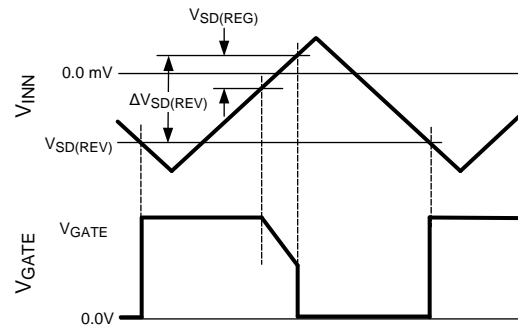 VSD(REG)
0.0 mV
VINN
ΔVSD(REV)
VSD(REV)
VGATE
VGATE
0.0V